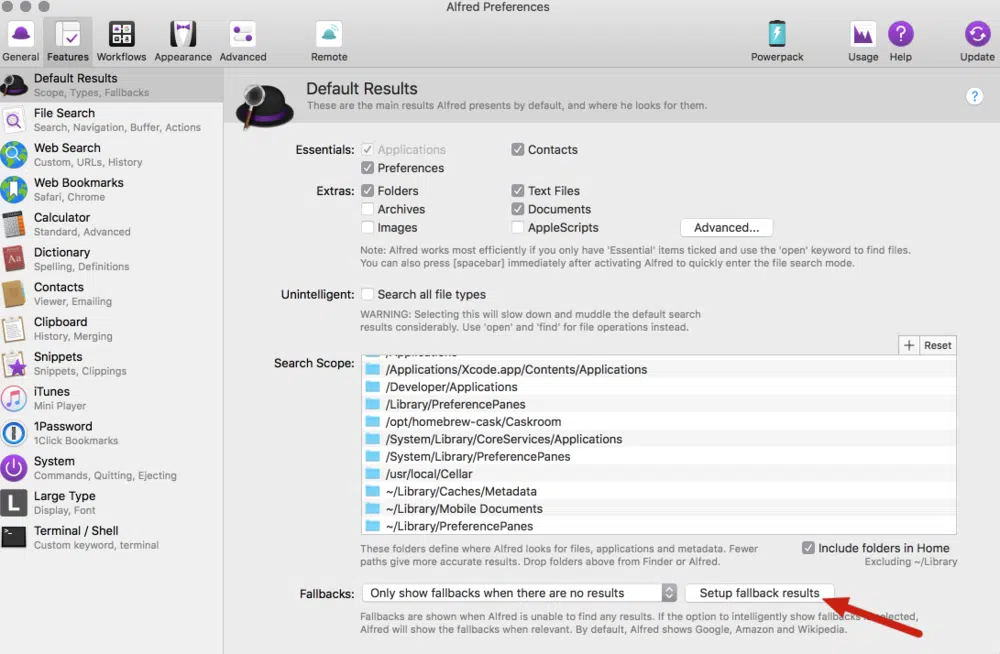 Alfred Preferences
General
Features
Workflows
Appearance
Advanced
Remote
Powerpack
Usage
Help
Update
Default Results
Scope, Types, Fallbacks
File Search
Search, Navigation, Buffer, Actions
Web Search
Custom, URLs, History
Web Bookmarks
Safari, Chrome
Calculator
Standard, Advanced
Dictionary
Spelling, Definitions
Contacts
Viewer, Emailing
Clipboard
History, Merging
Snippets
Snippets, Clippings
iTunes
Mini Player
1Password
1Click Bookmarks
System
Commands, Quitting, Ejecting
Large Type
Display, Font
Terminal / Shell
Custom keyword, terminal
Default Results
These are the main results Alfred presents by default, and where he looks for them.
?
Essentials: Applications Contacts
Preferences
Extras: Folders Text Files
Archives Documents
Images AppleScripts Advanced...
Note: Alfred works most efficiently if you only have 'Essential' items ticked and use the 'open' keyword to find files.
You can also press [spacebar] immediately after activating Alfred to quickly enter the file search mode.
Unintelligent: Search all file types
WARNING: Selecting this will slow down and muddle the default search
results considerably. Use 'open' and 'find' for file operations instead.
+ Reset
Search Scope:
/Applications/Xcode.app/Contents/Applications
/Developer/Applications
/Library/PreferencePanes
/opt/homebrew-cask/Caskroom
/System/Library/CoreServices/Applications
/System/Library/PreferencePanes
/usr/local/Cellar
~/Library/Caches/Metadata
~/Library/Mobile Documents
~/Library/PreferencePanes
These folders define where Alfred looks for files, applications and metadata. Fewer
paths give more accurate results. Drop folders above from Finder or Alfred.
Include folders in Home
Excluding ~/Library
Fallbacks: Only show fallbacks when there are no results Setup fallback results
Fallbacks are shown when Alfred is unable to find any results. If the option to intelligently show selected,
Alfred will show the fallbacks when relevant. By default, Alfred shows Google, Amazon and Wikipedia.